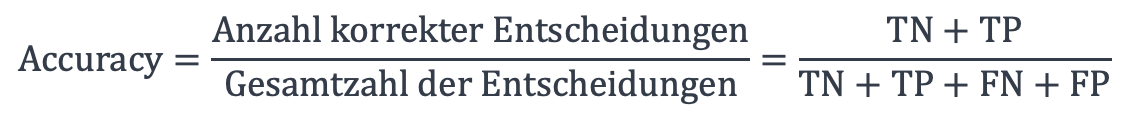 Accuracy = Anzahl korrekter Entscheidungen / Gesamtzahl der Entscheidungen = TN + TP / TN + TP + FN + FP